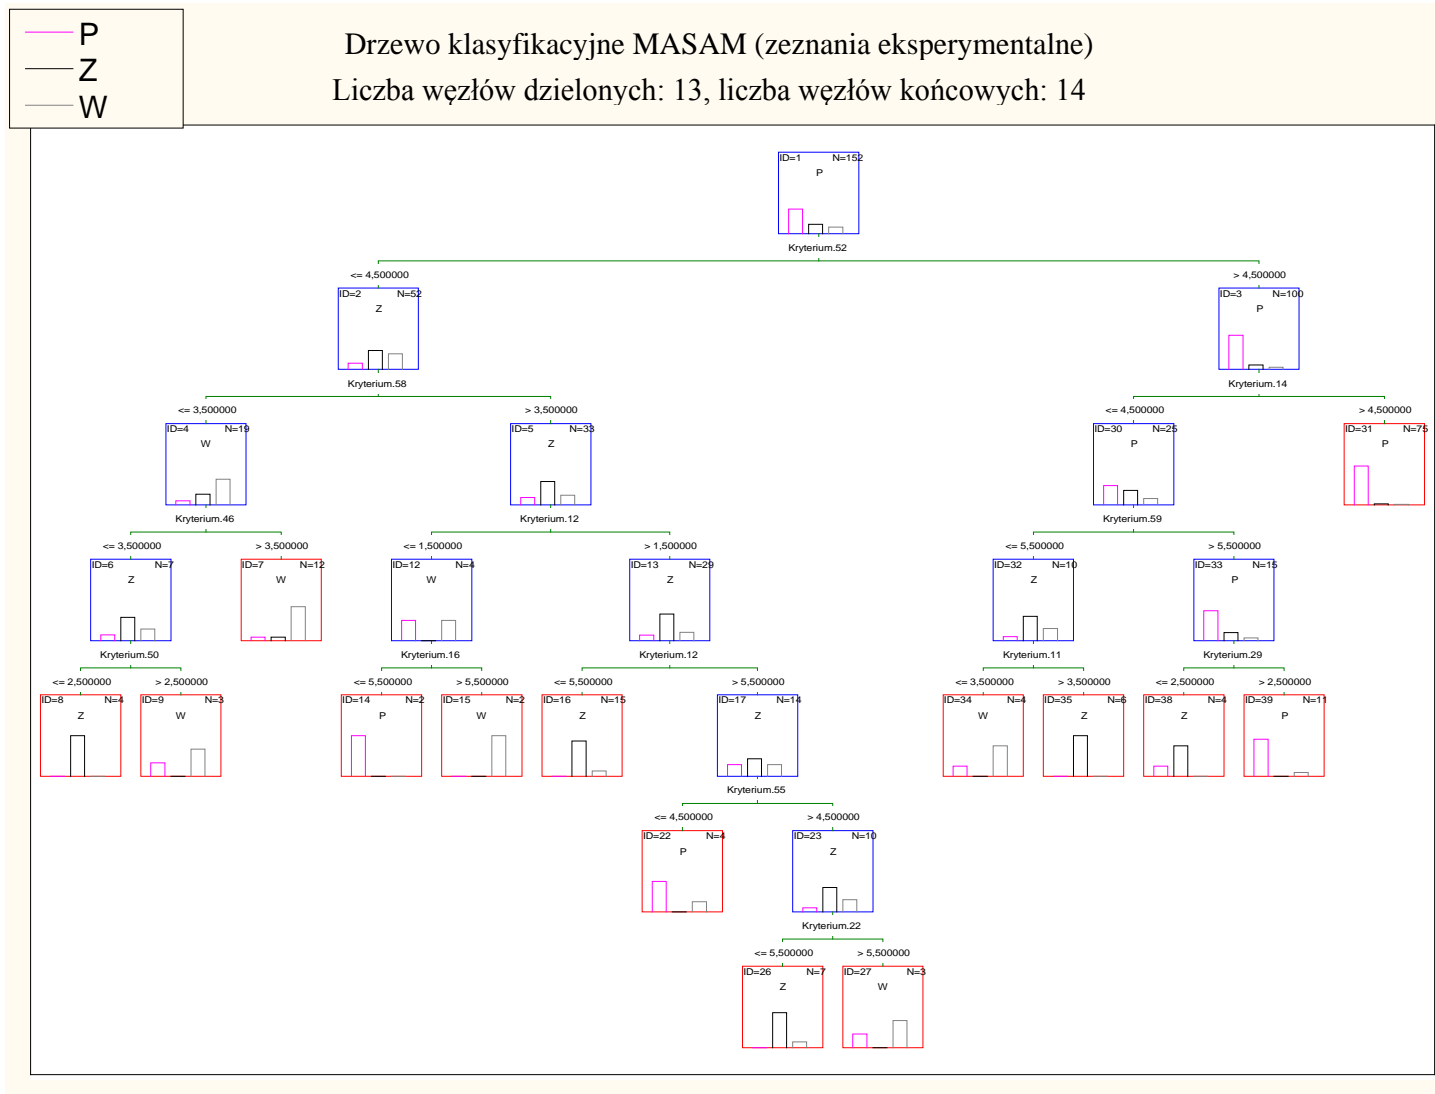 P
Z
W
Drzewo klasyfikacyjne MASAM (zeznania eksperymentalne)
Liczba węzłów dzielonych: 13, liczba węzłów końcowych: 14
ID=1 N=152
P
Kryterium.52
<= 4,500000 > 4,500000
ID=2 N=52 ID=3 N=100
Z P
Kryterium.58 Kryterium.14
<= 3,500000 > 3,500000 <= 4,500000 > 4,500000
ID=4 N=19 ID=5 N=33 ID=30 N=25 ID=31 N=75
W Z P P
Kryterium.46 Kryterium.12 Kryterium.59
<= 3,500000 > 3,500000 <= 1,500000 > 1,500000 <= 5,500000 > 5,500000
ID=6 N=7 ID=7 N=12 ID=12 N=4 ID=13 N=29 ID=32 N=10 ID=33 N=15
Z W W Z Z P
Kryterium.50 Kryterium.16 Kryterium.12 Kryterium.11 Kryterium.29
<= 2,500000 > 2,500000 <= 5,500000 > 5,500000 <= 5,500000 > 5,500000 <= 3,500000 > 3,500000 <= 2,500000 > 2,500000
ID=8 N=4 ID=9 N=3 ID=14 N=2 ID=15 N=2 ID=16 N=15 ID=17 N=14 ID=34 N=4 ID=35 N=6 ID=38 N=4 ID=39 N=11
Z W P W Z Z W Z Z P
Kryterium.55
<= 4,500000 > 4,500000
ID=22 N=4 ID=23 N=10
P Z
Kryterium.22
<= 5,500000 > 5,500000
ID=26 N=7 ID=27 N=3
Z W